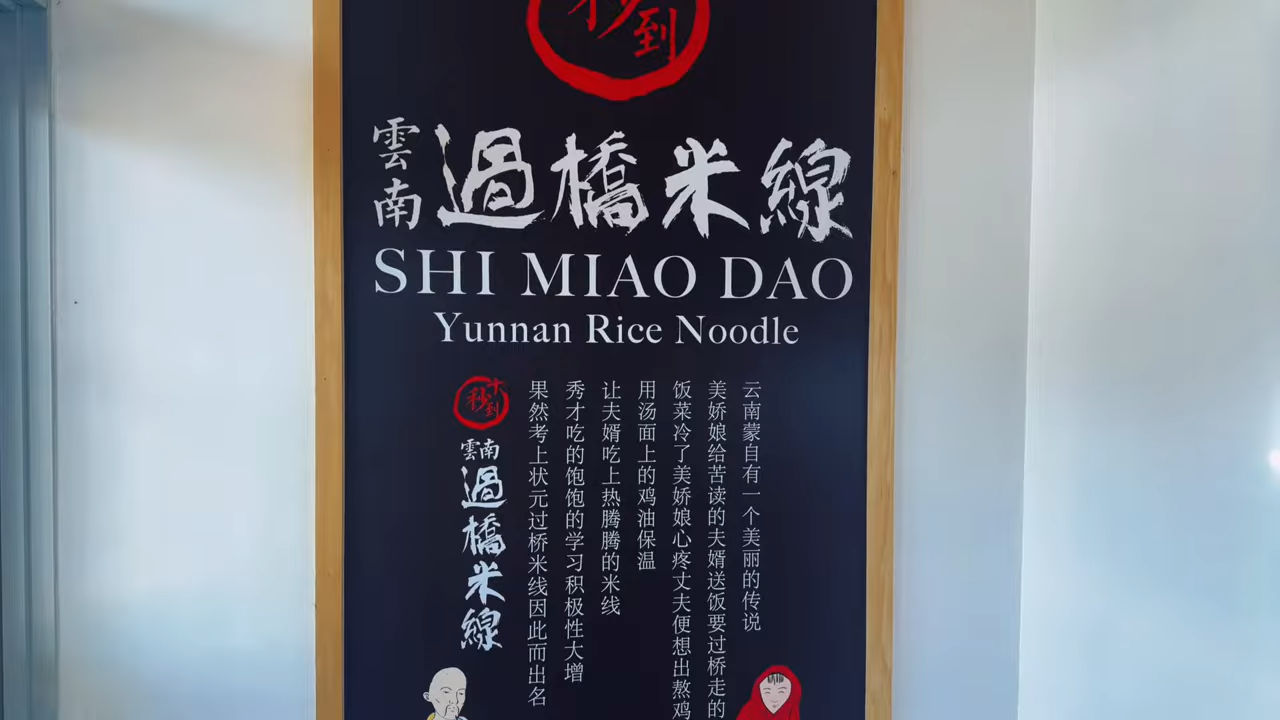 秒到
雲南
過橋米線
SHI MIAO DAO
Yunnan Rice Noodle
云南蒙自有一个美丽的传说
美娇娘给苦读的夫婿送饭要过桥走的
饭菜冷了美娇娘心疼丈夫便想出熬鸡
用汤面上的鸡油保温
让夫婿吃上热腾腾的米线
秀才吃的饱饱的学习积极性大增
果然考上状元过桥米线因此而出名
十秒到
雲南
過橋米線